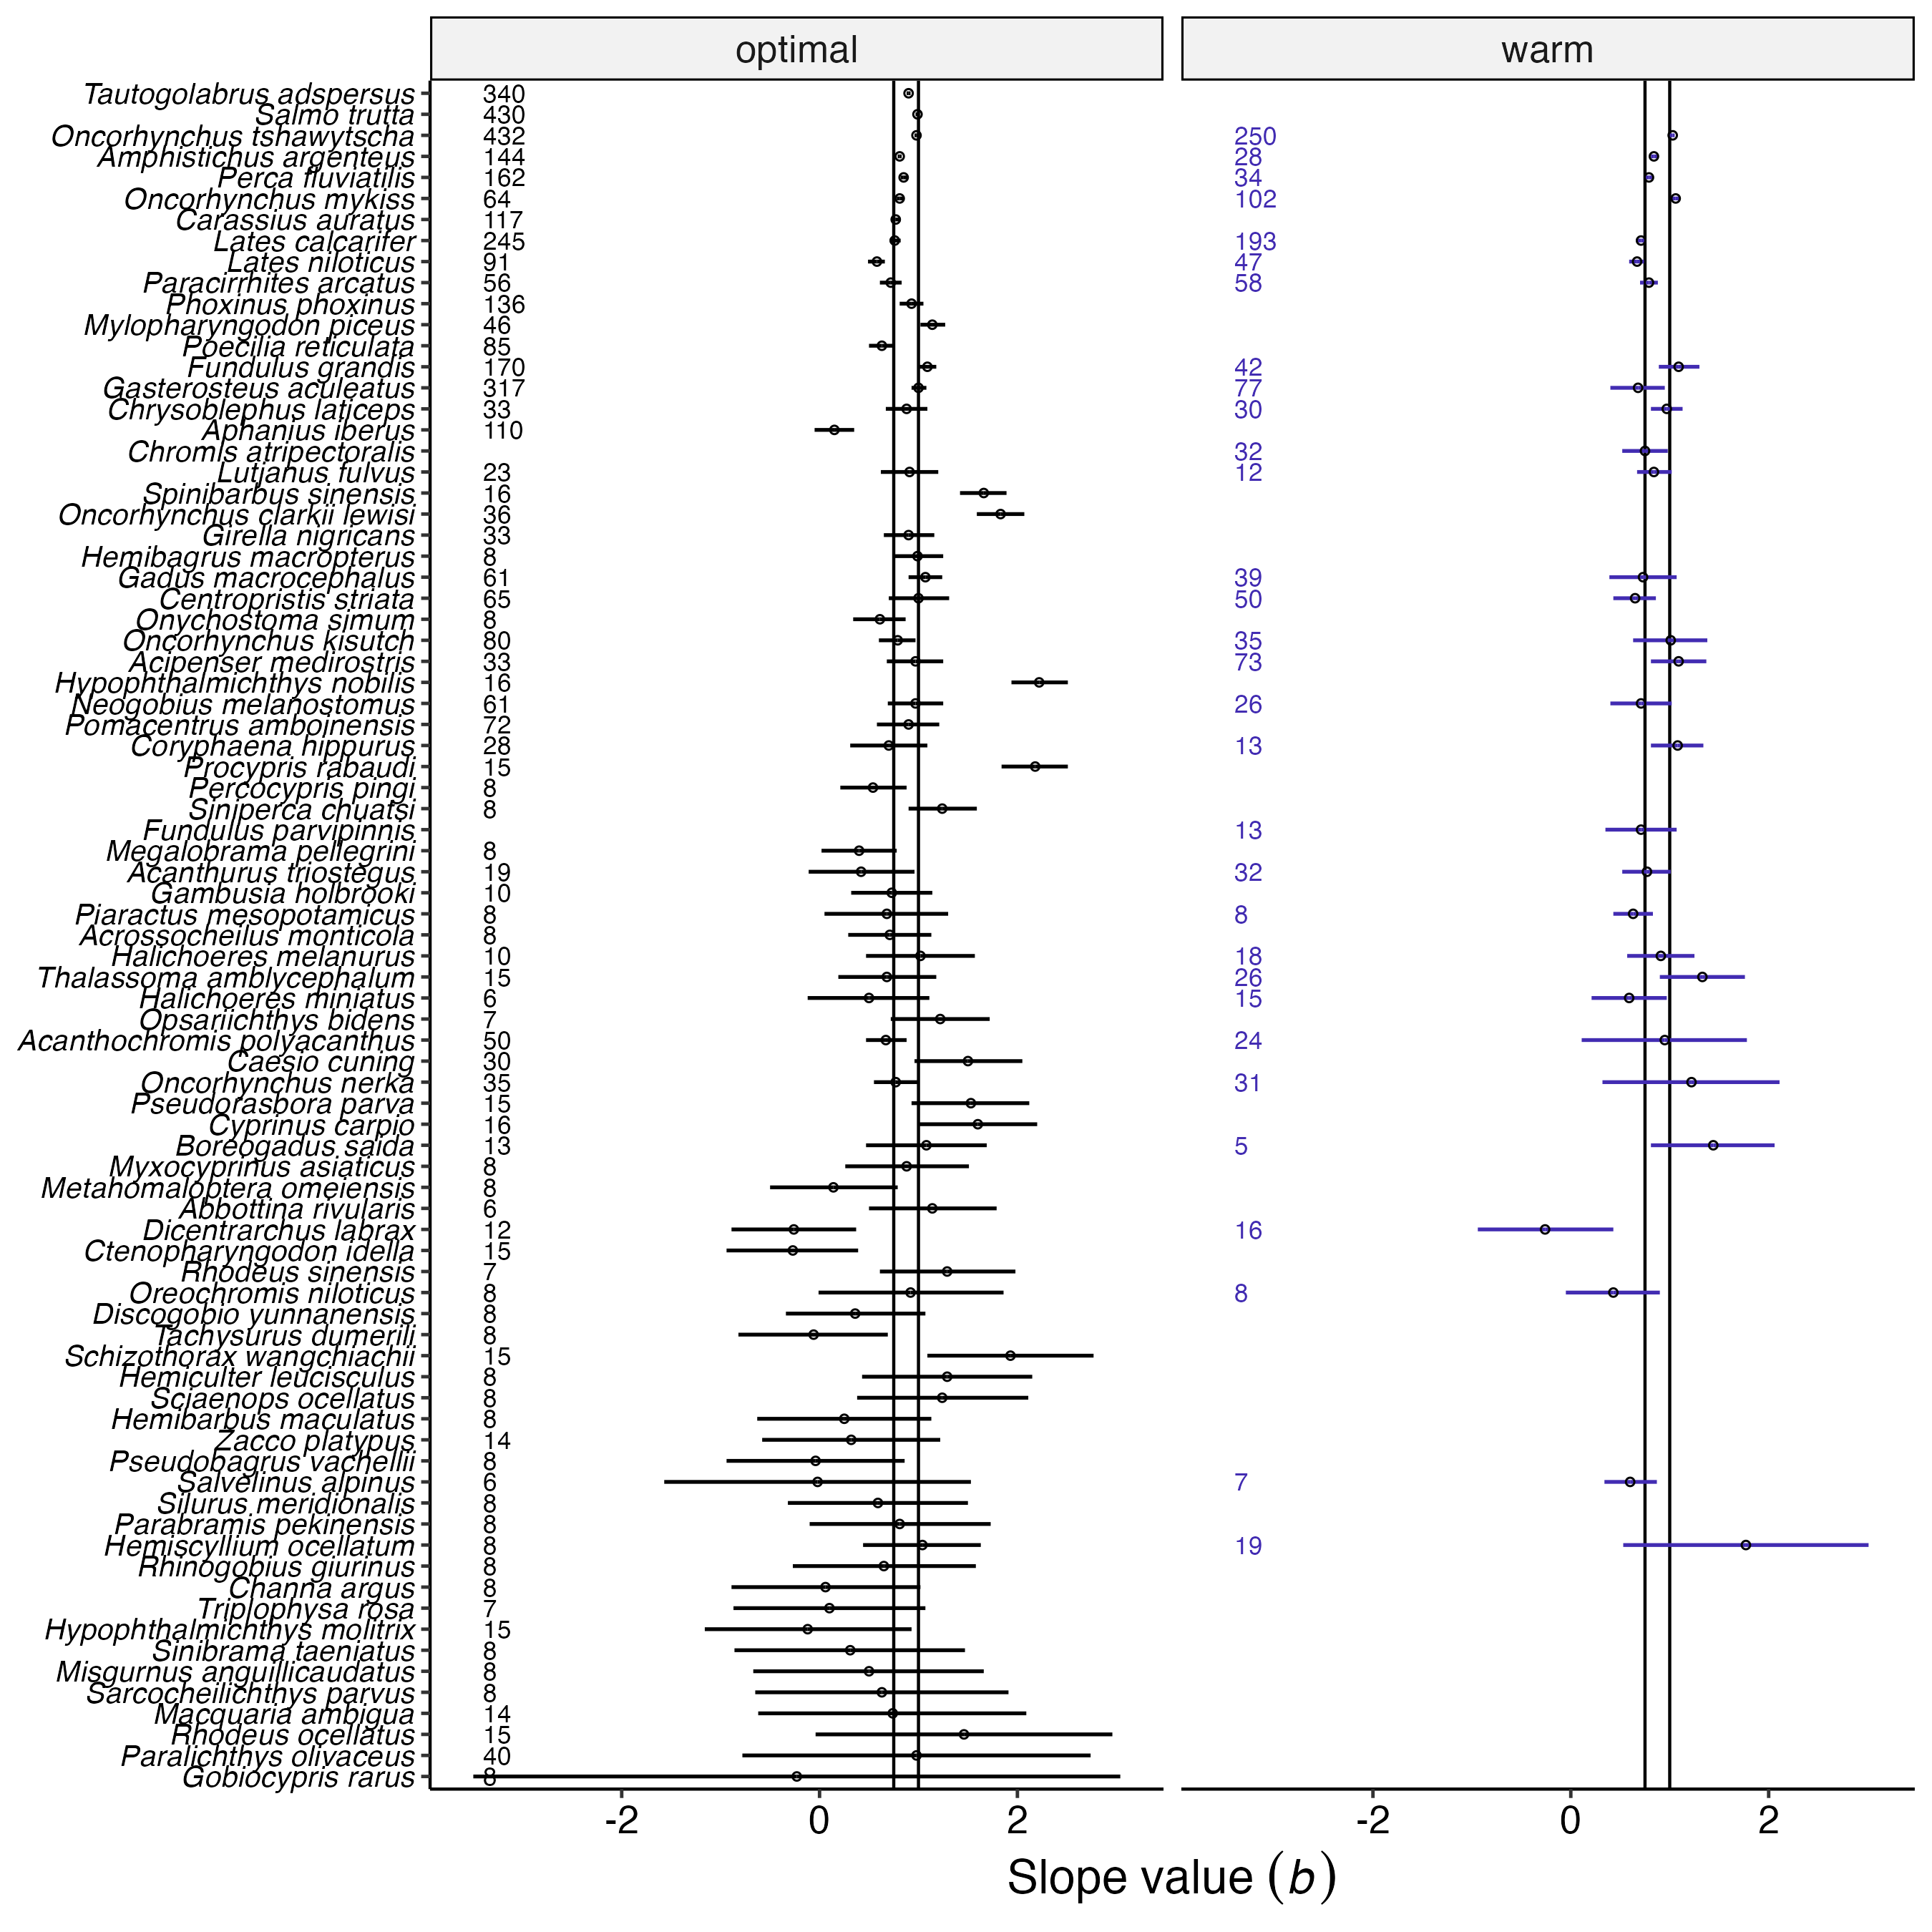 optimal warm
Tautogolabrus adspersus 340
Salmo trutta 430
Oncorhynchus tshawytscha 432 250
Amphistichus argenteus 144 28
Perca fluviatilis 162 34
Oncorhynchus mykiss 64 102
Carassius auratus 117
Lates calcarifer 245 193
Lates niloticus 91 47
Paracirrhites arcatus 56 58
Phoxinus phoxinus 136
Mylopharyngodon piceus 46
Poecilia reticulata 85
Fundulus grandis 170 42
Gasterosteus aculeatus 317 77
Chrysoblephus laticeps 33 30
Aphanius iberus 110
Chromis atripectoralis 32
Lutjanus fulvus 23 12
Spinibarbus sinensis 16
Oncorhynchus clarkii lewisi 36
Girella nigricans 33
Hemibagrus macropterus 8
Gadus macrocephalus 61 39
Centropristis striata 65 50
Onychostoma simum 8
Oncorhynchus kisutch 80 35
Acipenser medirostris 33 73
Hypophthalmichthys nobilis 16
Neogobius melanostomus 61 26
Pomacentrus amboinensis 72
Coryphaena hippurus 28 13
Procypris rabaudi 15
Percocypris pingi 8
Siniperca chuatsi 8
Fundulus parvipinnis 13
Megalobrama pellegrini 8
Acanthurus triostegus 19 32
Gambusia holbrooki 10
Piaractus mesopotamicus 8 8
Acrossocheilus monticola 8
Halichoeres melanurus 10 18
Thalassoma amblycephalum 15 26
Halichoeres miniatus 6 15
Opsariichthys bidens 7
Acanthochromis polyacanthus 50 24
Caesio cuning 30
Oncorhynchus nerka 35 31
Pseudorasbora parva 15
Cyprinus carpio 16
Boreogadus saida 13 5
Myxocyprinus asiaticus 8
Metahomaloptera omeiensis 8
Abbottina rivularis 6
Dicentrarchus labrax 12 16
Ctenopharyngodon idella 15
Rhodeus sinensis 7
Oreochromis niloticus 8 8
Discogobio yunnanensis 8
Tachysurus dumerili 8
Schizothorax wangchiachii 15
Hemiculter leucisculus 8
Sciaenops ocellatus 8
Hemibarbus maculatus 8
Zacco platypus 14
Pseudobagrus vachellii 8
Salvelinus alpinus 6 7
Silurus meridionalis 8
Parabramis pekinensis 8
Hemiscyllium ocellatum 8 19
Rhinogobius giurinus 8
Channa argus 8
Triplophysa rosa 7
Hypophthalmichthys molitrix 15
Sinibrama taeniatus 8
Misgurnus anguillicaudatus 8
Sarcocheilichthys parvus 8
Macquaria ambigua 14
Rhodeus ocellatus 15
Paralichthys olivaceus 40
Gobiocypris rarus 8
-2 0 2 -2 0 2
Slope value (b)